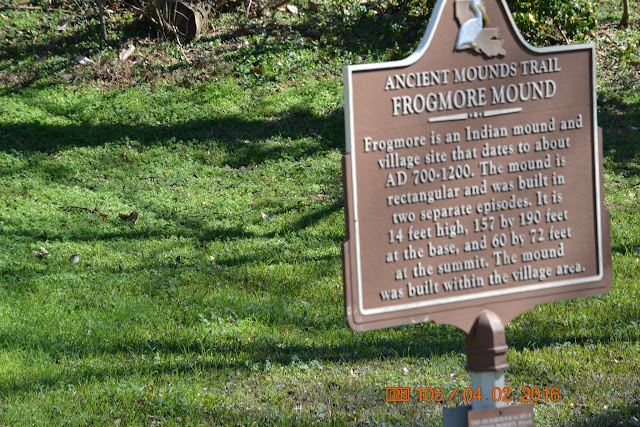 ANCIENT MOUNDS TRAIL
FROGMORE MOUND
Frogmore is an Indian mound and
village site that dates to about
AD 700-1200. The mound is
rectangular and was built in
two separate episodes. It is
14 feet high, 157 by 190 feet
at the base, and 60 by 72 feet
at the summit. The mound
was built within the village area.
105 / 04 02 2016